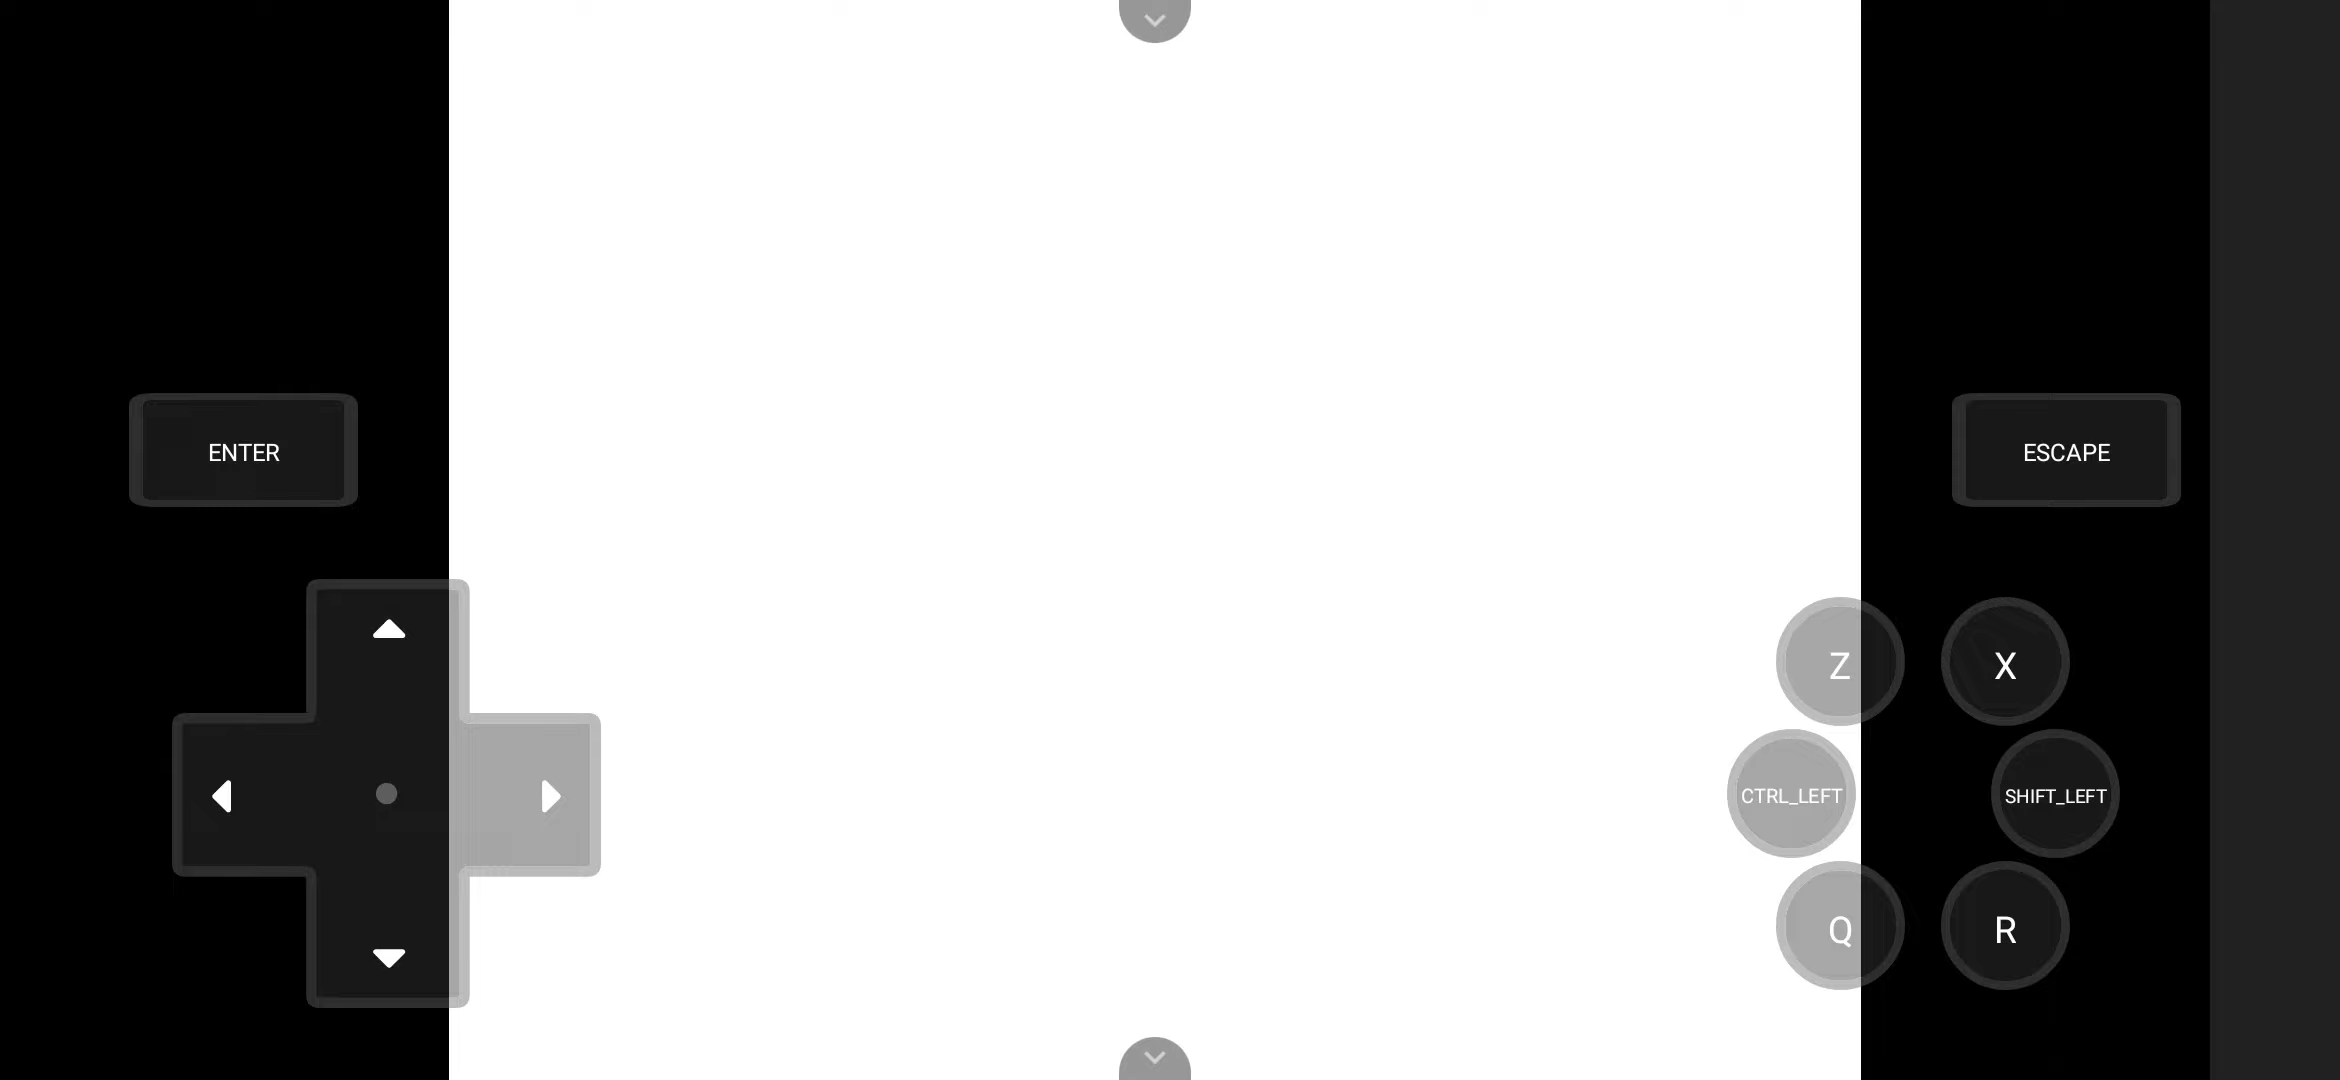 ENTER
ESCAPE
Z
X
CTRL_LEFT
SHIFT_LEFT
Q
R